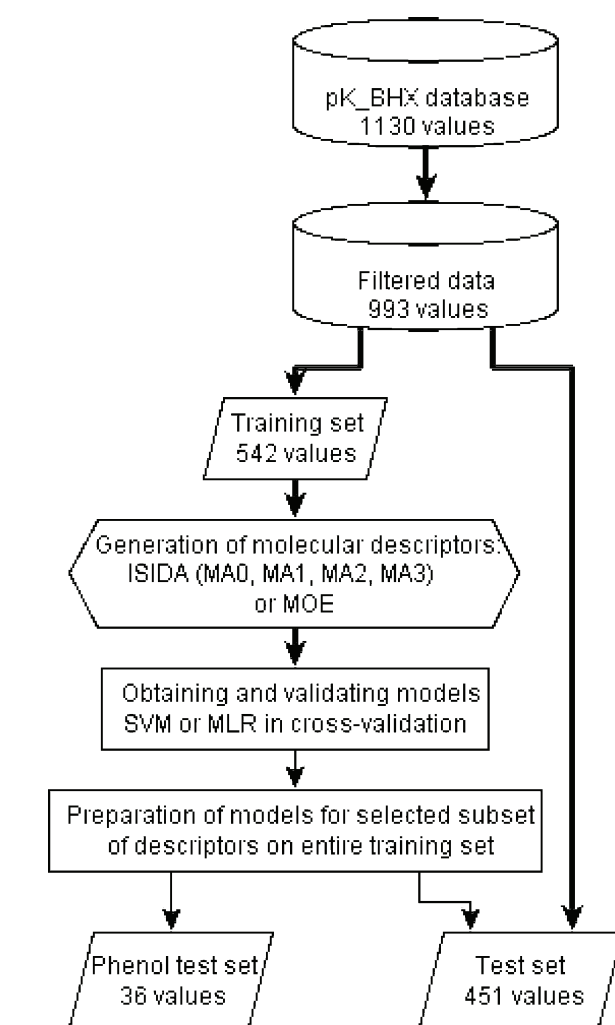 pK_BHX database
1130 values
Filtered data
993 values
Training set
542 values
Generation of molecular descriptors:
ISIDA (MA0, MA1, MA2, MA3)
or MOE
Obtaining and validating models
SVM or MLR in cross-validation
Preparation of models for selected subset
of descriptors on entire training set
Phenol test set
36 values
Test set
451 values